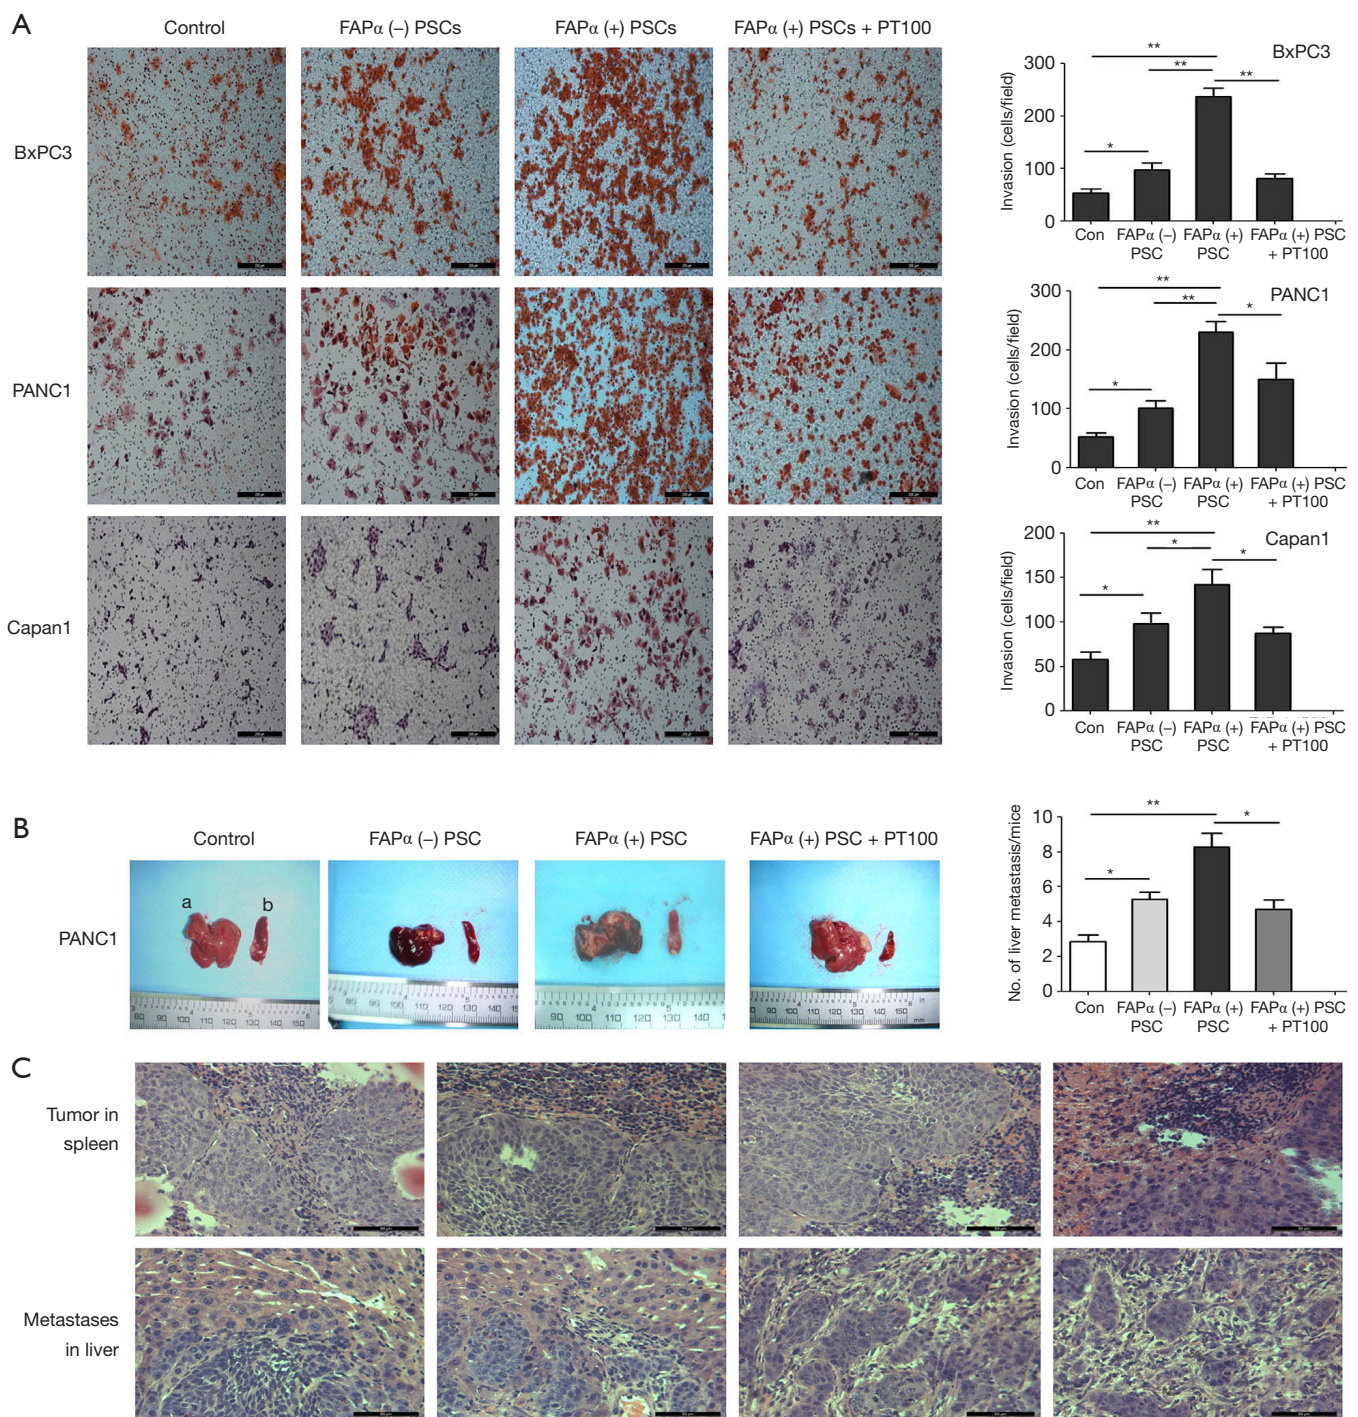 A
Control
FAPα (–) PSCs
FAPα (+) PSCs
FAPα (+) PSCs + PT100
BxPC3
PANC1
Capan1
BxPC3
Invasion (cells/field)
300
200
100
50
0
**
**
**
*
Con
FAPα (–)
PSC
FAPα (+)
PSC
FAPα (+) PSC
+ PT100
PANC1
Invasion (cells/field)
300
200
100
0
**
**
*
*
Con
FAPα (–)
PSC
FAPα (+)
PSC
FAPα (+) PSC
+ PT100
Capan1
Invasion (cells/field)
200
150
100
50
0
**
*
*
*
Con
FAPα (–)
PSC
FAPα (+)
PSC
FAPα (+) PSC
+ PT100
B
Control
FAPα (–) PSC
FAPα (+) PSC
FAPα (+) PSC + PT100
PANC1
a
b
No. of liver metastasis/mice
10
8
6
4
2
0
**
*
*
Con
FAPα (–)
PSC
FAPα (+)
PSC
FAPα (+) PSC
+ PT100
C
Tumor in
spleen
Metastases
in liver